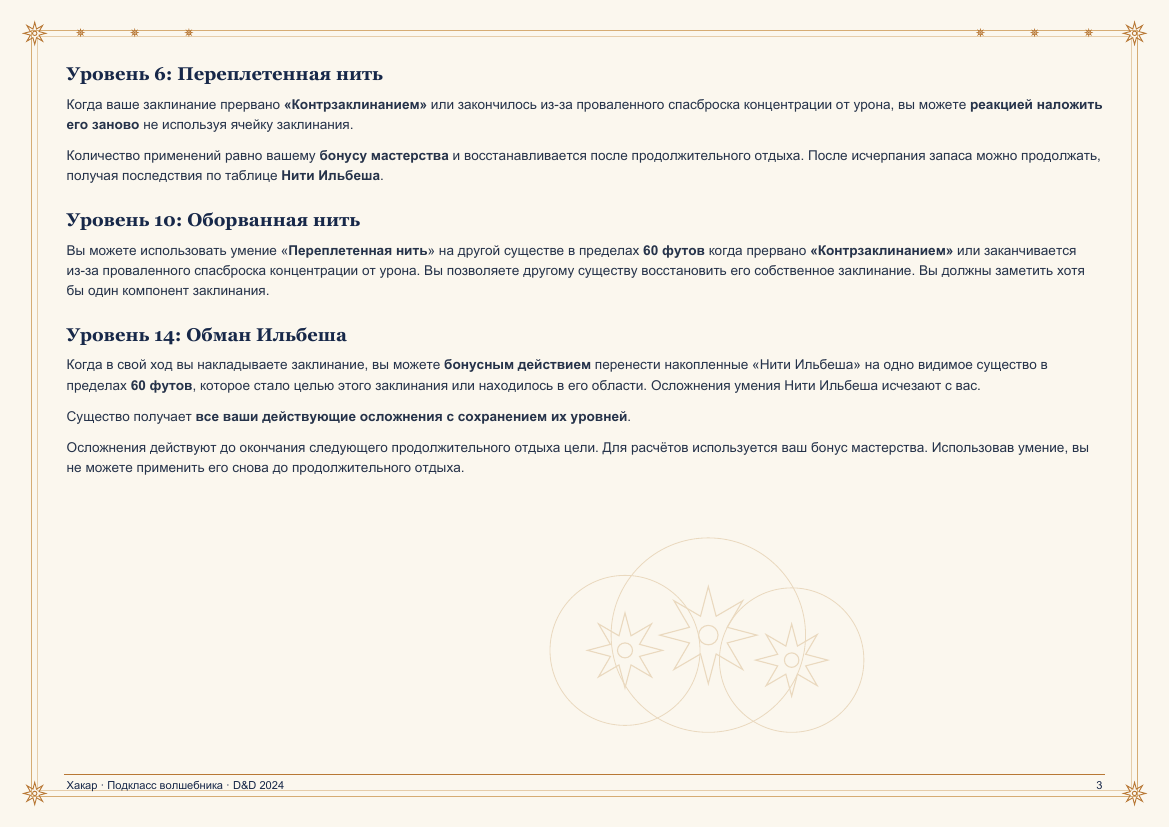 Уровень 6: Переплетенная нить
Когда ваше заклинание прервано «Контрзаклинанием» или закончилось из-за проваленного спасброска концентрации от урона, вы можете реакцией наложить
его заново не используя ячейку заклинания.
Количество применений равно вашему бонусу мастерства и восстанавливается после продолжительного отдыха. После исчерпания запаса можно продолжать,
получая последствия по таблице Нити Ильбеша.
Уровень 10: Оборванная нить
Вы можете использовать умение «Переплетенная нить» на другой существе в пределах 60 футов когда прервано «Контрзаклинанием» или заканчивается
из-за проваленного спасброска концентрации от урона. Вы позволяете другому существу восстановить его собственное заклинание. Вы должны заметить хотя
бы один компонент заклинания.
Уровень 14: Обман Ильбеша
Когда в свой ход вы накладываете заклинание, вы можете бонусным действием перенести накопленные «Нити Ильбеша» на одно видимое существо в
пределах 60 футов, которое стало целью этого заклинания или находилось в его области. Осложнения умения Нити Ильбеша исчезают с вас.
Существо получает все ваши действующие осложнения с сохранением их уровней.
Осложнения действуют до окончания следующего продолжительного отдыха цели. Для расчётов используется ваш бонус мастерства. Использовав умение, вы
не можете применить его снова до продолжительного отдыха.
Хакар · Подкласс волшебника · D&D 2024
3